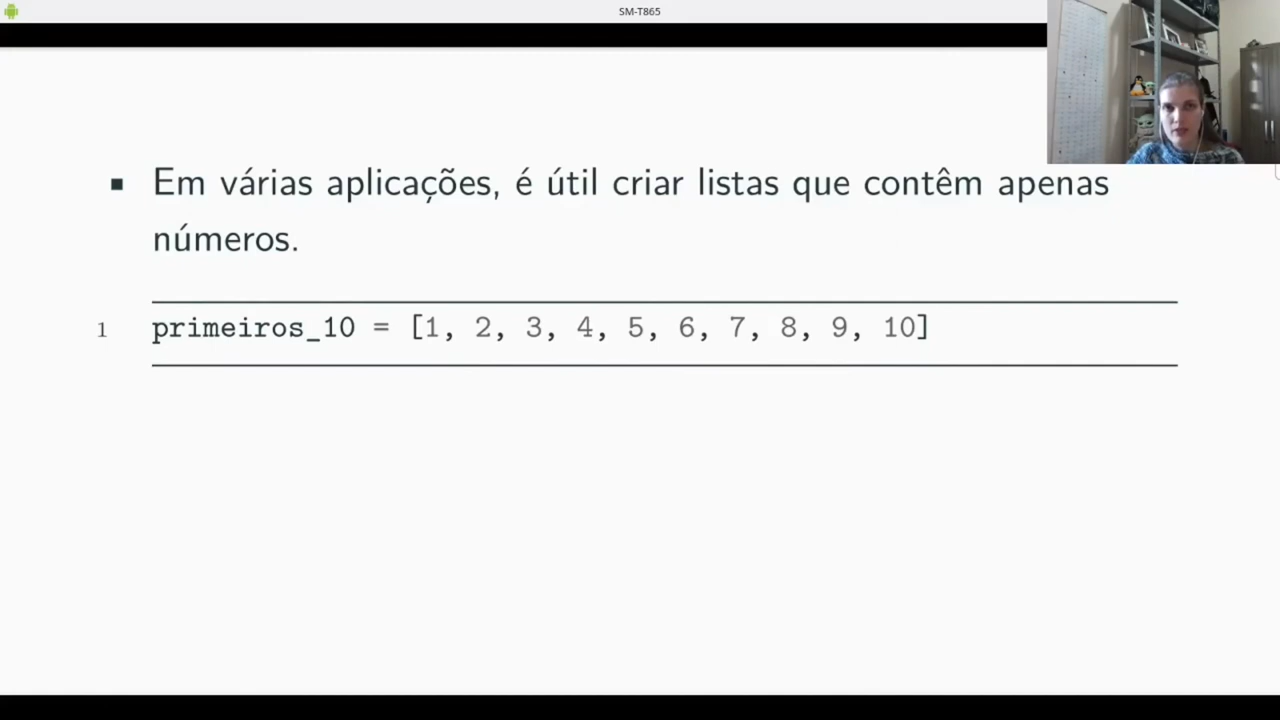 SM-T865
▪ Em várias aplicações, é útil criar listas que contêm apenas
números.
1 primeiros_10 = [1, 2, 3, 4, 5, 6, 7, 8, 9, 10]